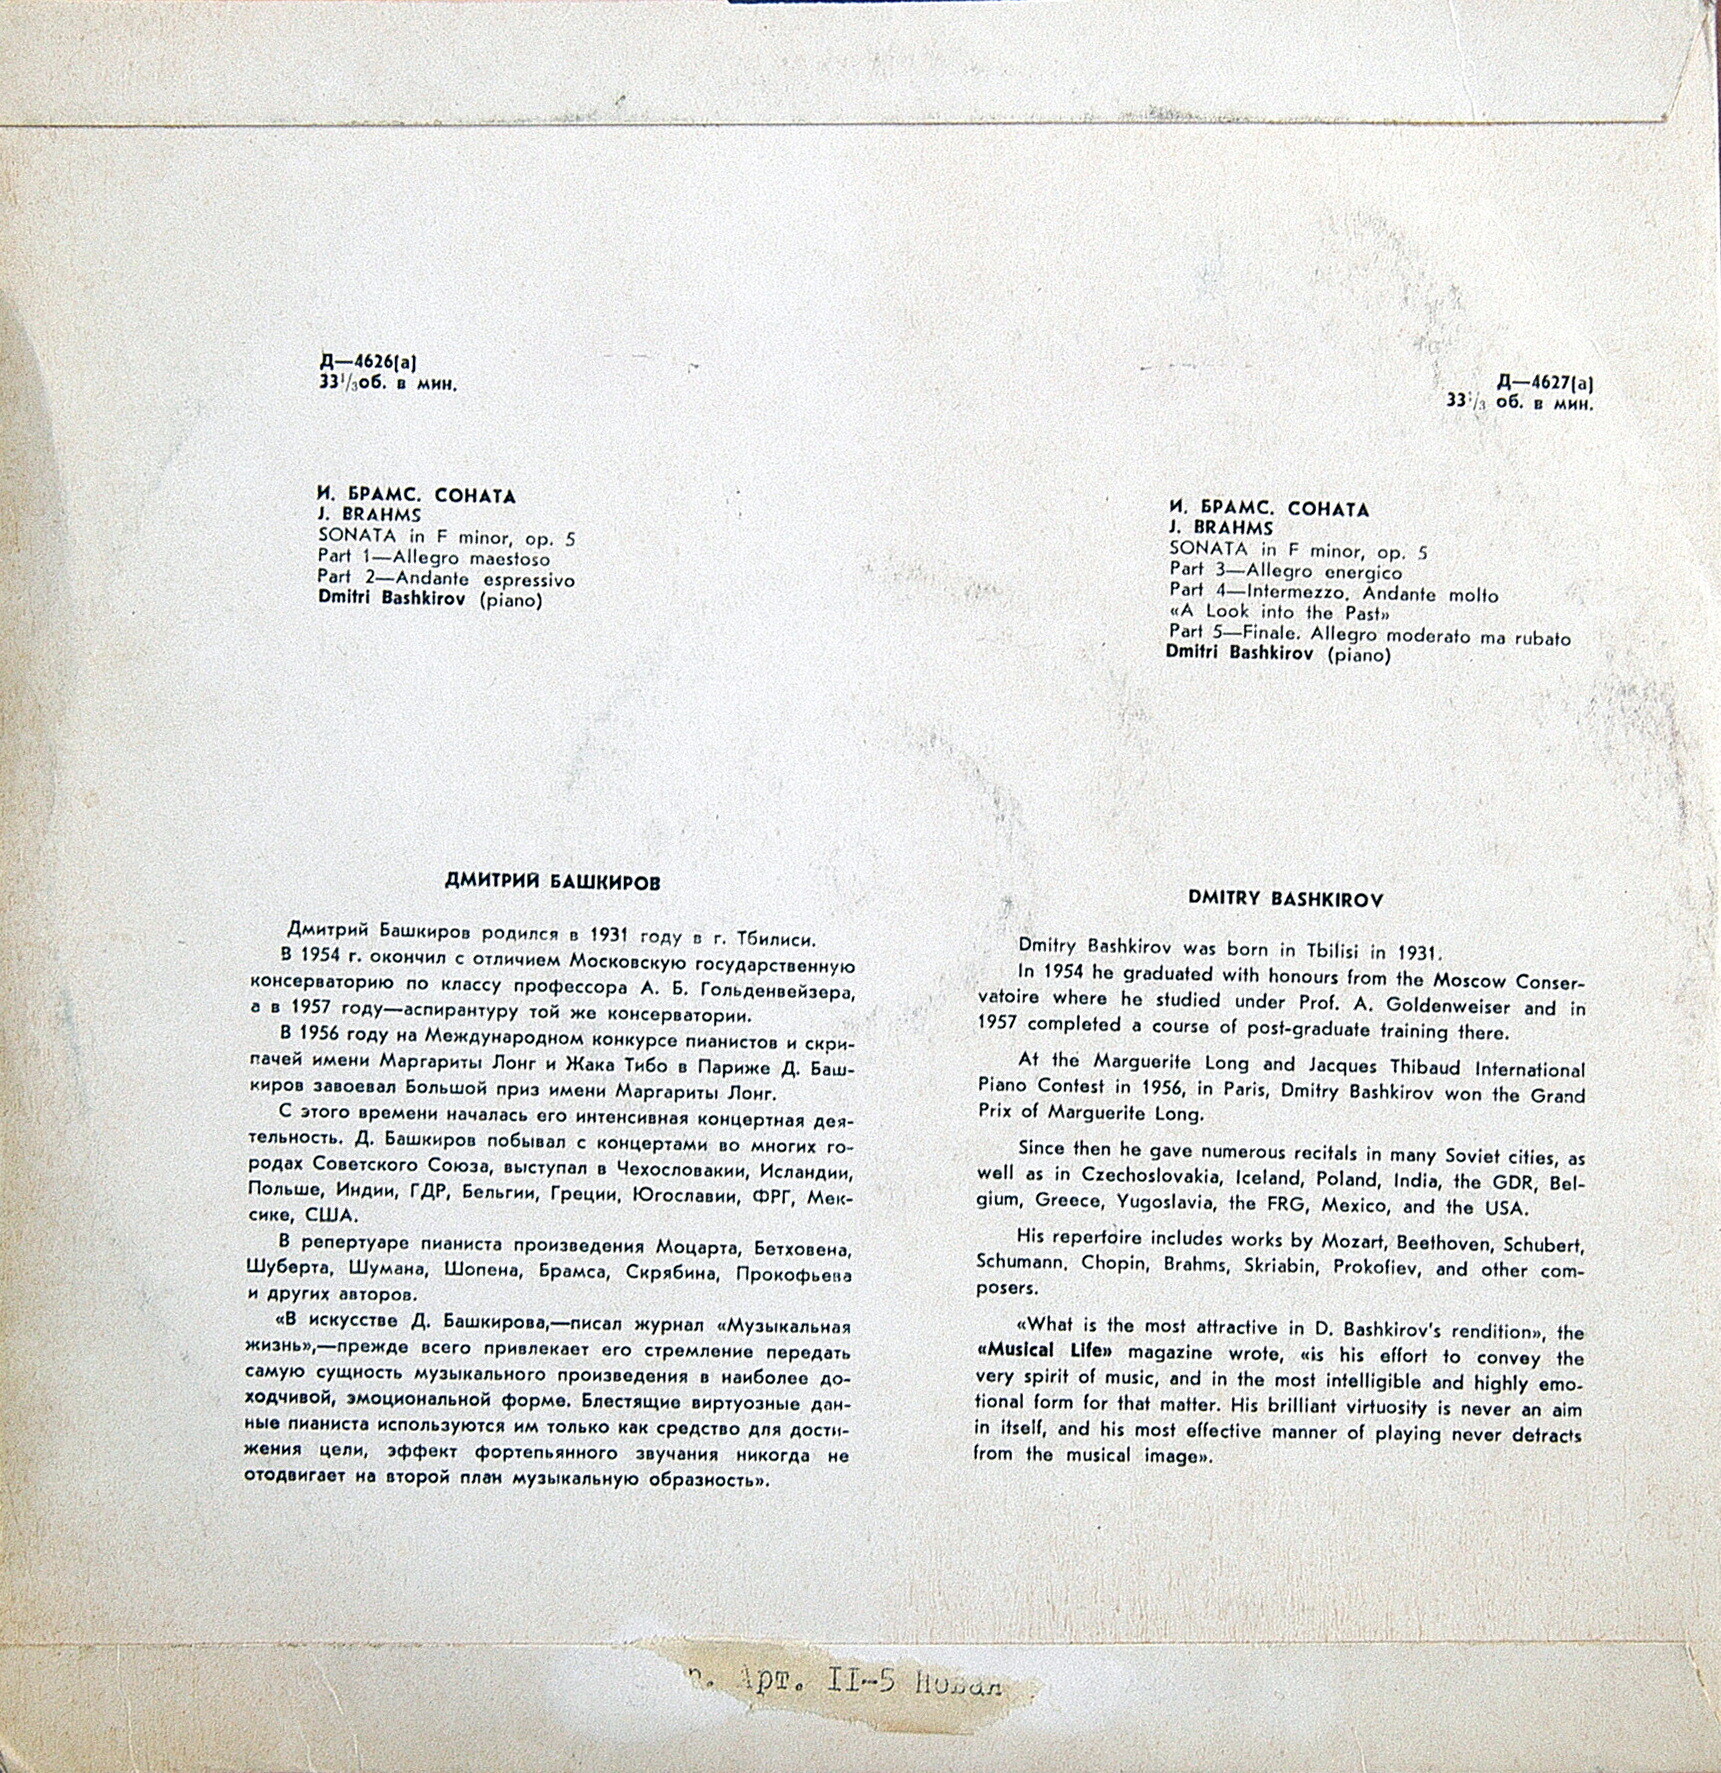 Д—4626(а)
33 1/3 об. в мин.
И. БРАМС. СОНАТА
J. BRAHMS
SONATA in F minor, op. 5
Part 1—Allegro maestoso
Part 2—Andante espressivo
Dmitri Bashkirov (piano)
Д—4627(а)
33 1/3 об. в мин.
И. БРАМС. СОНАТА
J. BRAHMS
SONATA in F minor, op. 5
Part 3—Allegro energico
Part 4—Intermezzo. Andante molto
«A Look into the Past»
Part 5—Finale. Allegro moderato ma rubato
Dmitri Bashkirov (piano)
ДМИТРИЙ БАШКИРОВ
Дмитрий Башкиров родился в 1931 году в г. Тбилиси.
В 1954 г. окончил с отличием Московскую государственную
консерваторию по классу профессора А. Б. Гольденвейзера,
а в 1957 году—аспирантуру той же консерватории.
В 1956 году на Международном конкурсе пианистов и скри-
пачей имени Маргариты Лонг и Жака Тибо в Париже Д. Баш-
киров завоевал Большой приз имени Маргариты Лонг.
С этого времени началась его интенсивная концертная дея-
тельность. Д. Башкиров побывал с концертами во многих го-
родах Советского Союза, выступал в Чехословакии, Исландии,
Польше, Индии, ГДР, Бельгии, Греции, Югославии, ФРГ, Мек-
сике, США.
В репертуаре пианиста произведения Моцарта, Бетховена,
Шуберта, Шумана, Шопена, Брамса, Скрябина, Прокофьева
и других авторов.
«В искусстве Д. Башкирова,—писал журнал «Музыкальная
жизнь»,—прежде всего привлекает его стремление передать
самую сущность музыкального произведения в наиболее до-
ходчивой, эмоциональной форме. Блестящие виртуозные дан-
ные пианиста используются им только как средство для дости-
жения цели, эффект фортепьянного звучания никогда не
отодвигает на второй план музыкальную образность».
DMITRY BASHKIROV
Dmitry Bashkirov was born in Tbilisi in 1931.
In 1954 he graduated with honours from the Moscow Conser-
vatoire where he studied under Prof. A. Goldenweiser and in
1957 completed a course of post-graduate training there.
At the Marguerite Long and Jacques Thibaud International
Piano Contest in 1956, in Paris, Dmitry Bashkirov won the Grand
Prix of Marguerite Long.
Since then he gave numerous recitals in many Soviet cities, as
well as in Czechoslovakia, Iceland, Poland, India, the GDR, Bel-
gium, Greece, Yugoslavia, the FRG, Mexico, and the USA.
His repertoire includes works by Mozart, Beethoven, Schubert,
Schumann, Chopin, Brahms, Skriabin, Prokofiev, and other com-
posers.
«What is the most attractive in D. Bashkirov's rendition», the
«Musical Life» magazine wrote, «is his effort to convey the
very spirit of music, and in the most intelligible and highly emo-
tional form for that matter. His brilliant virtuosity is never an aim
in itself, and his most effective manner of playing never detracts
from the musical image».
Арт. II-5 Новая